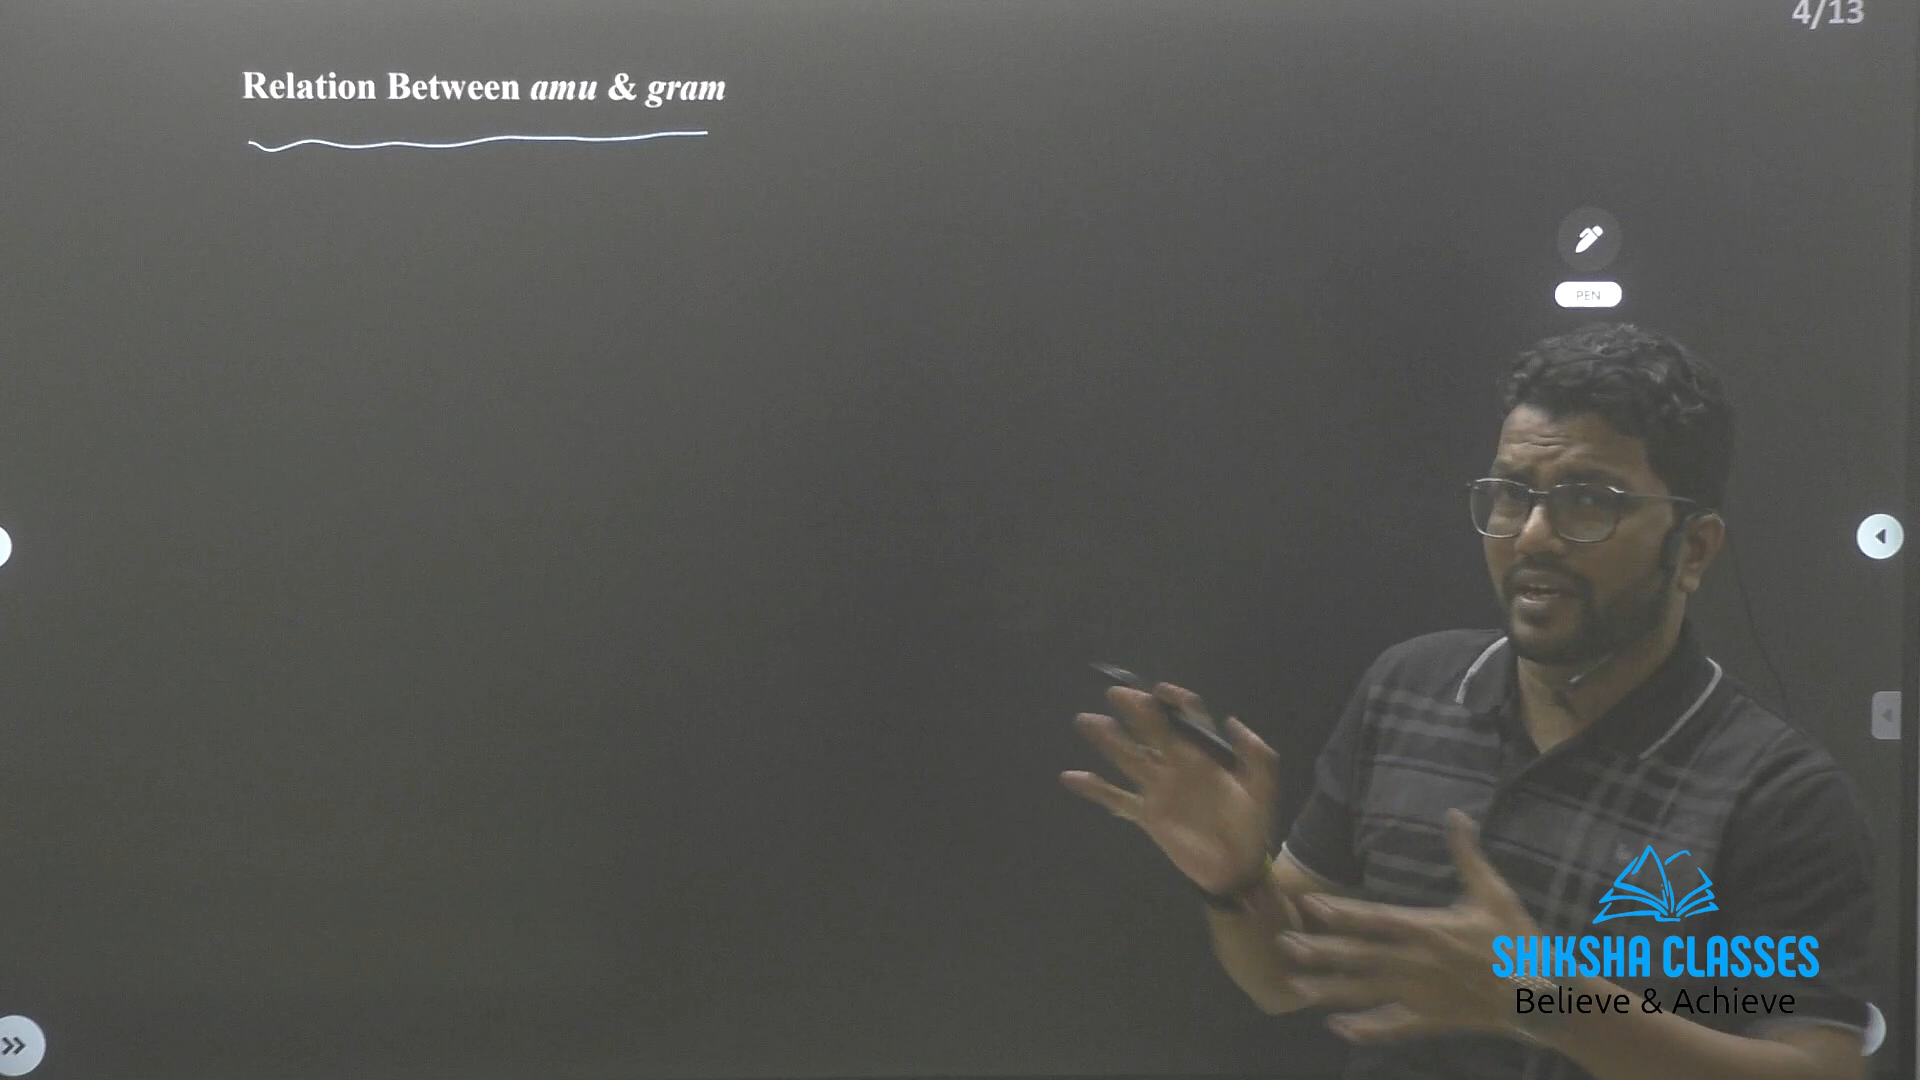 4/13
Relation Between amu & gram
PEN
SHIKSHA CLASSES
Believe & Achieve